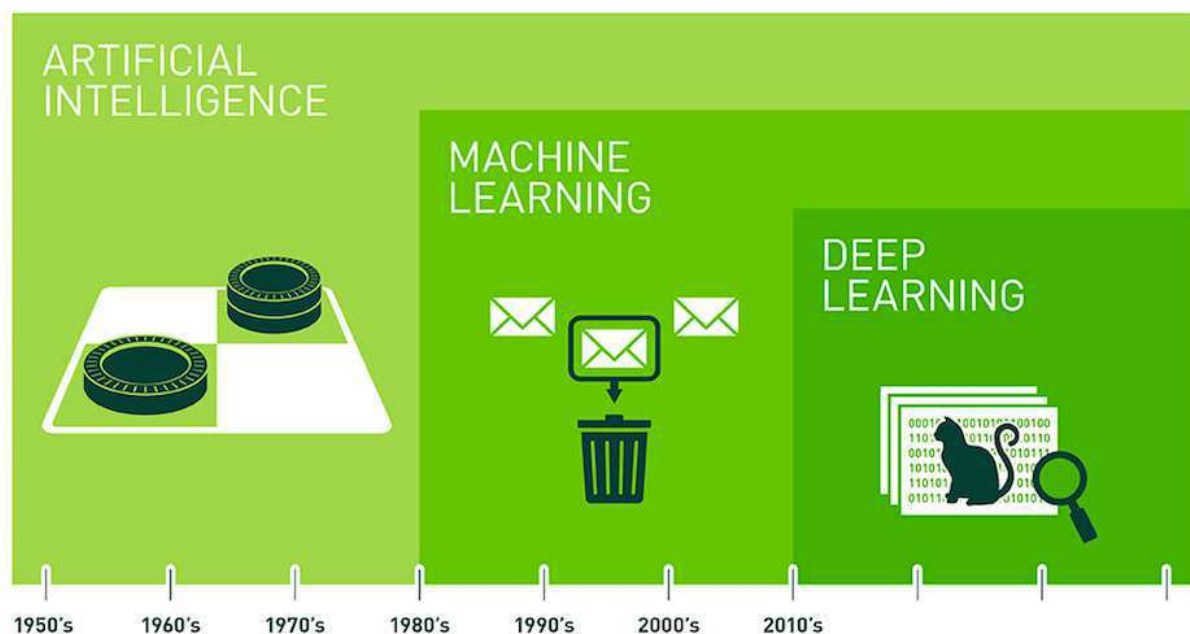 ARTIFICIAL
INTELLIGENCE
MACHINE
LEARNING
DEEP
LEARNING
1950's 1960's 1970's 1980's 1990's 2000's 2010's